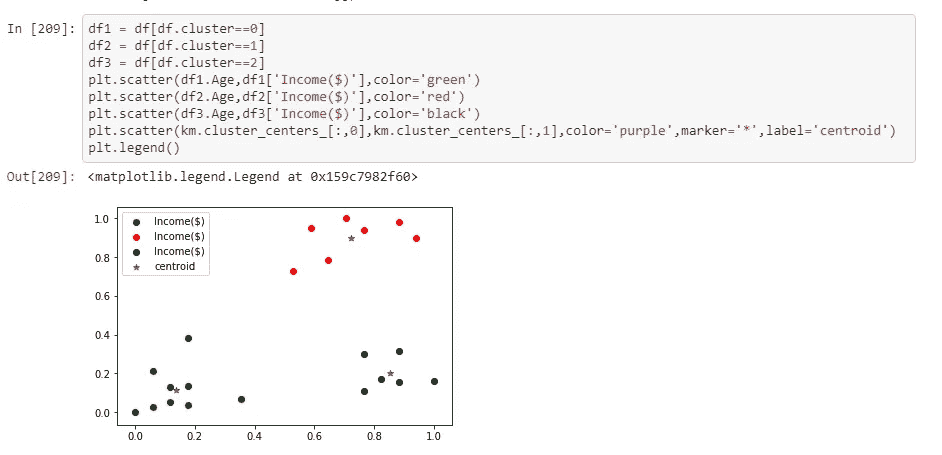 In [209]:
df1 = df[df.cluster==0]
df2 = df[df.cluster==1]
df3 = df[df.cluster==2]
plt.scatter(df1.Age,df1['Income($)'],color='green')
plt.scatter(df2.Age,df2['Income($)'],color='red')
plt.scatter(df3.Age,df3['Income($)'],color='black')
plt.scatter(km.cluster_centers_[:,0],km.cluster_centers_[:,1],color='purple',marker='*',label='centroid')
plt.legend()
Out[209]: <matplotlib.legend.Legend at 0x159c7982f60>
Income($)
Income($)
Income($)
centroid
1.0
0.8
0.6
0.4
0.2
0.0
0.0 0.2 0.4 0.6 0.8 1.0